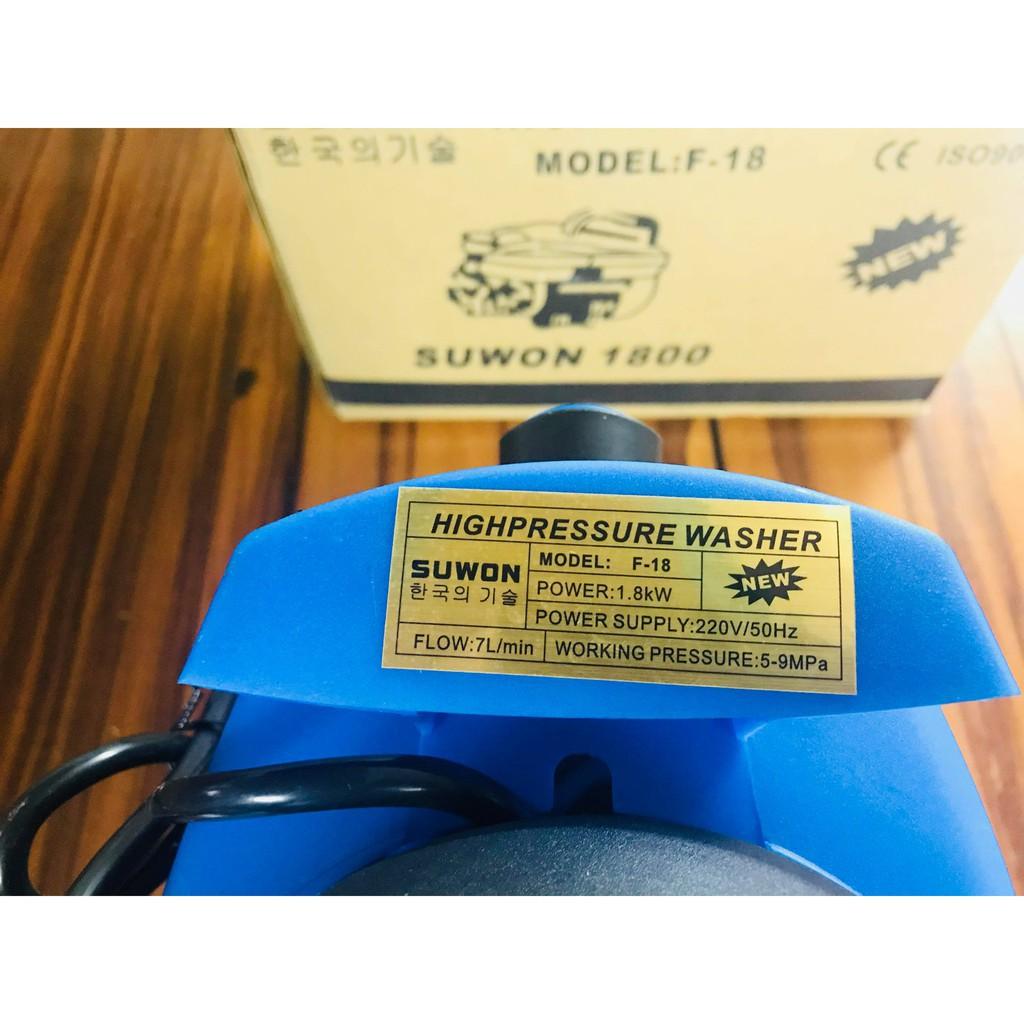 한국의기술
MODEL:F-18
CE ISO90
NEW
SUWON 1800
HIGHPRESSURE WASHER
SUWON
한국의 기술
MODEL: F-18
NEW
POWER:1.8kW
POWER SUPPLY:220V/50Hz
FLOW:7L/min
WORKING PRESSURE:5-9MPa